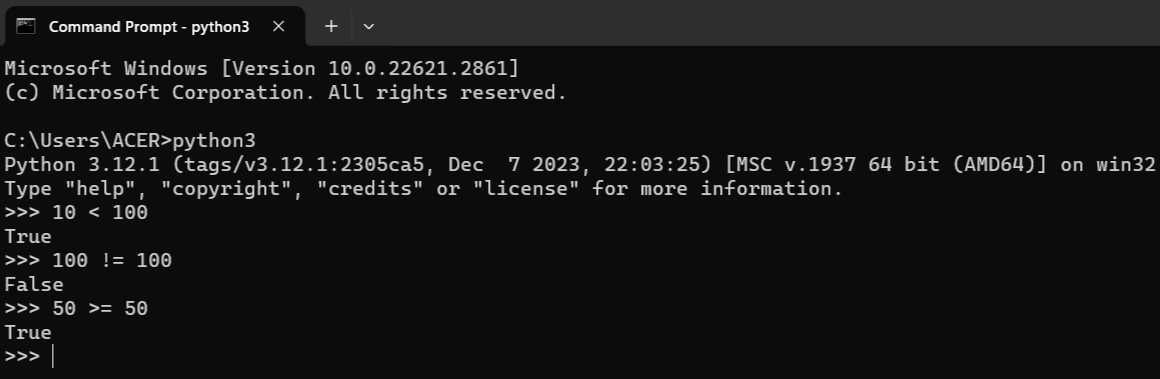 Command Prompt - python3
Microsoft Windows [Version 10.0.22621.2861]
(c) Microsoft Corporation. All rights reserved.
C:\Users\ACER>python3
Python 3.12.1 (tags/v3.12.1:2305ca5, Dec  7 2023, 22:03:25) [MSC v.1937 64 bit (AMD64)] on win32
Type "help", "copyright", "credits" or "license" for more information.
>>> 10 < 100
True
>>> 100 != 100
False
>>> 50 >= 50
True
>>>